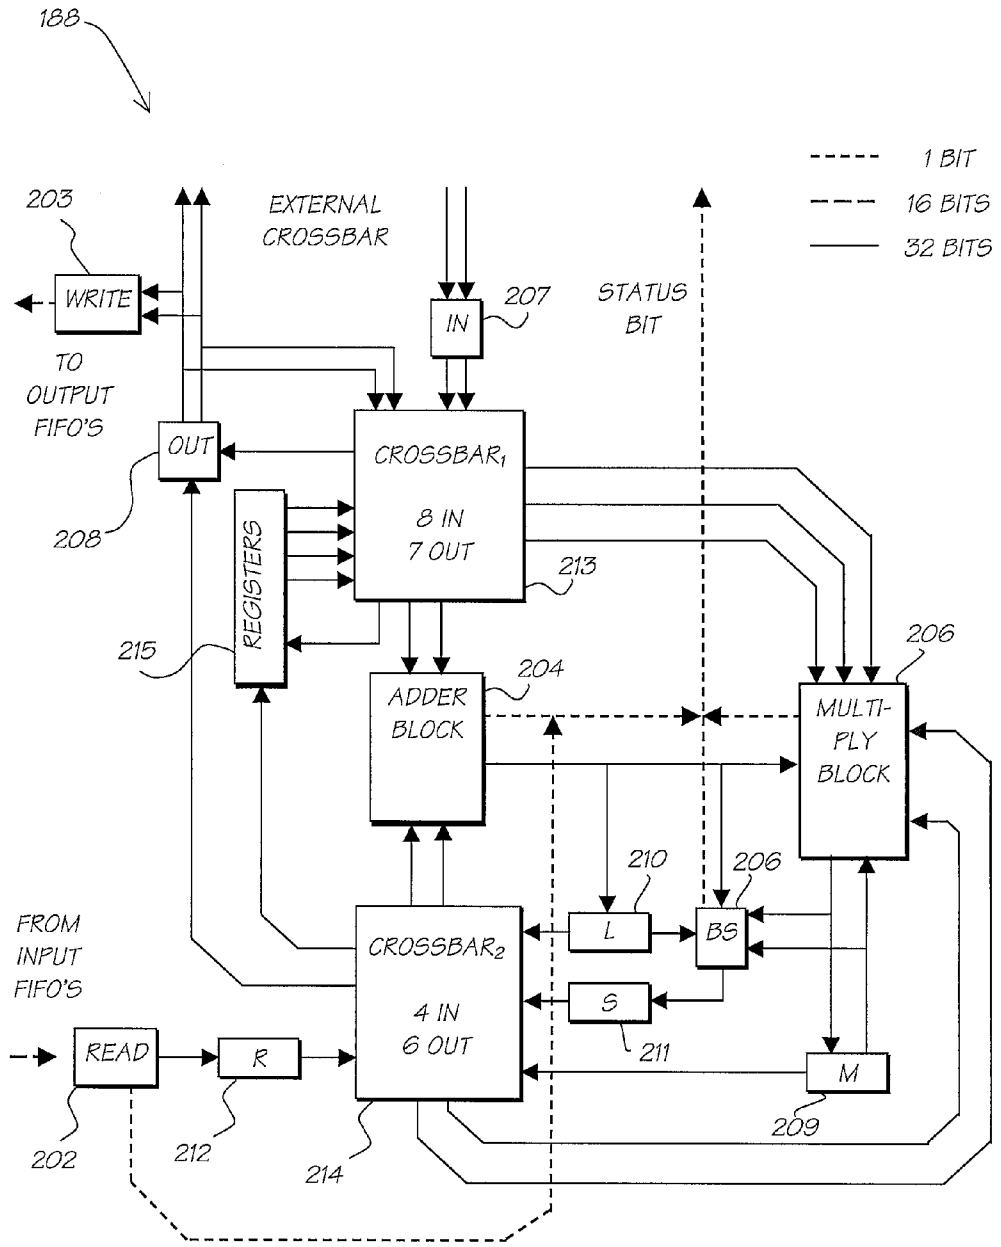 188
1 BIT
16 BITS
32 BITS
203
EXTERNAL
CROSSBAR
WRITE
STATUS
BIT
207
IN
TO
OUTPUT
FIFO'S
OUT
208
CROSSBAR₁
8 IN
7 OUT
213
REGISTERS
215
204
206
ADDER
BLOCK
MULTI-
PLY
BLOCK
210
206
FROM
INPUT
FIFO'S
CROSSBAR₂
4 IN
6 OUT
L
BS
S
211
READ
R
M
209
202
212
214